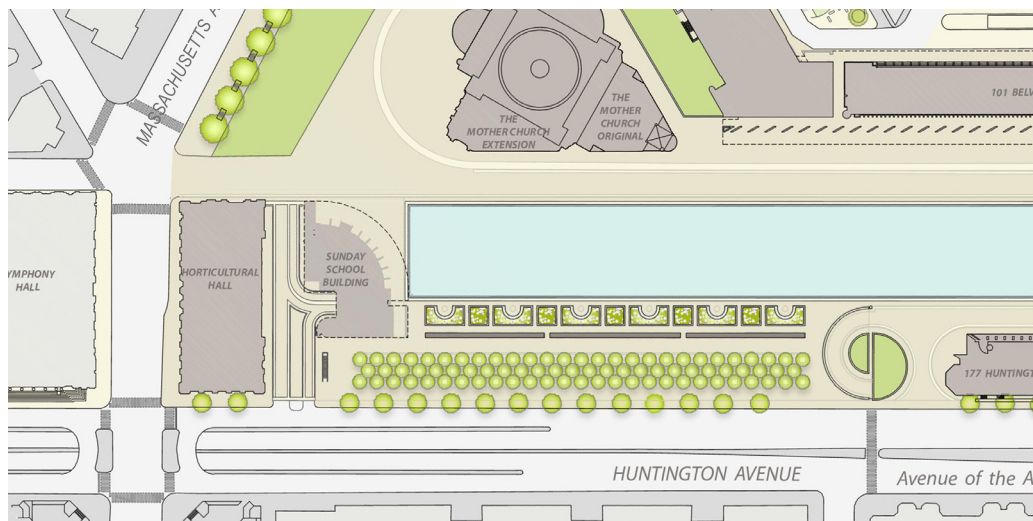 MASSACHUSETTS A
THE
MOTHER CHURCH
EXTENSION
THE
MOTHER
CHURCH
ORIGINAL
101 BELV
YMPHONY
HALL
HORTICULTURAL
HALL
SUNDAY
SCHOOL
BUILDING
177 HUNTINGT
HUNTINGTON AVENUE
Avenue of the A